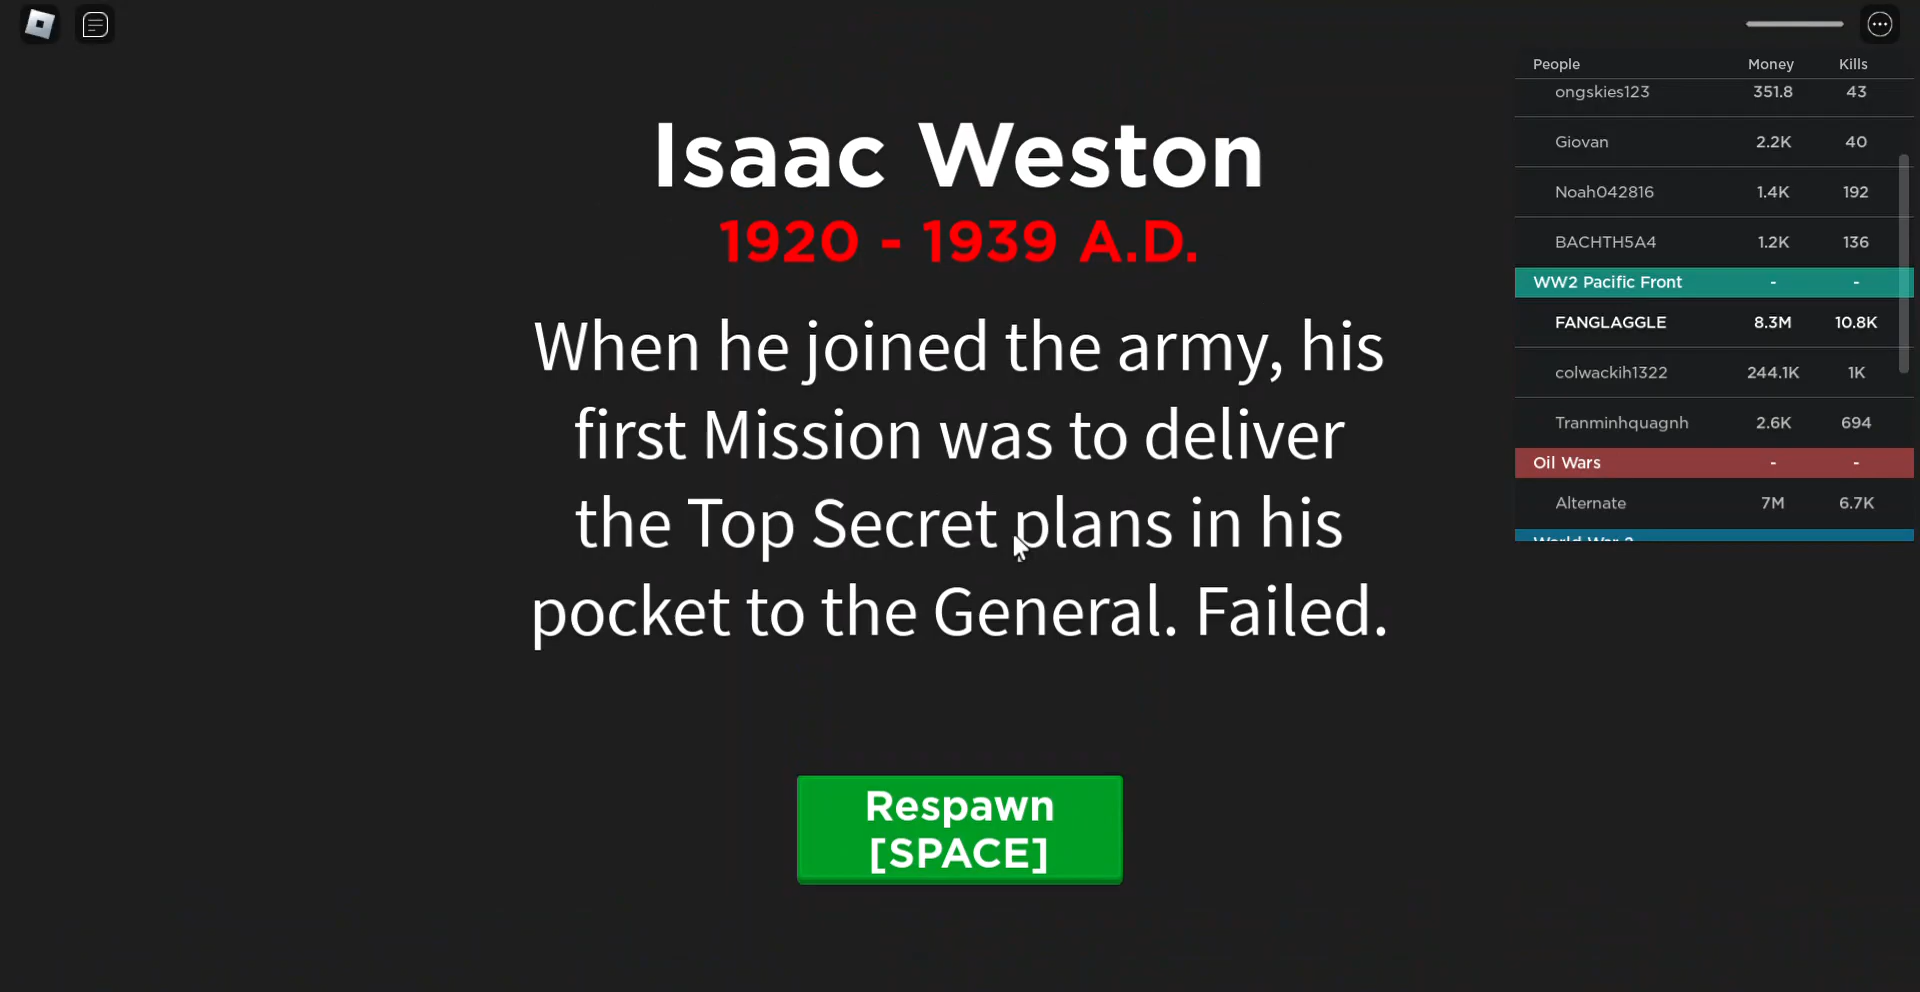 People Money Kills
ongskies123 351.8 43
Giovan 2.2K 40
Noah042816 1.4K 192
BACHTH5A4 1.2K 136
WW2 Pacific Front - -
FANGLAGGLE 8.3M 10.8K
colwackih1322 244.1K 1K
Tranminhquagnh 2.6K 694
Oil Wars - -
Alternate 7M 6.7K
Isaac Weston
1920 - 1939 A.D.
When he joined the army, his
first Mission was to deliver
the Top Secret plans in his
pocket to the General. Failed.
Respawn
[SPACE]